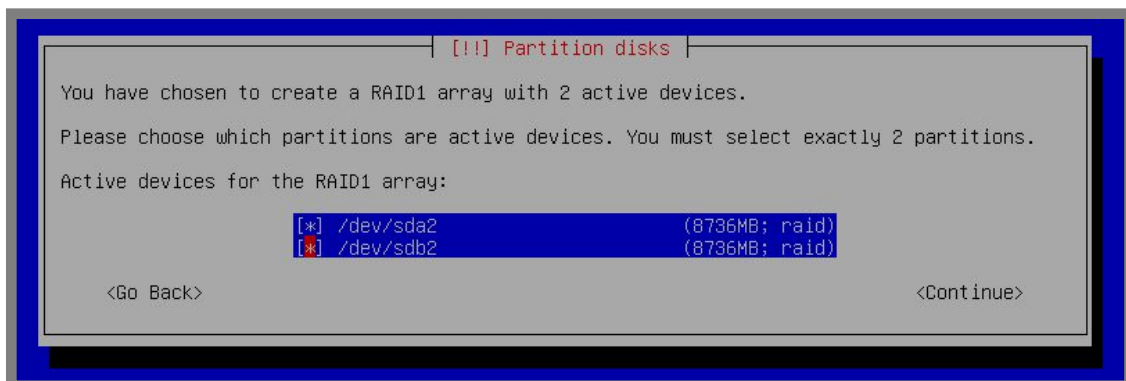 [!!] Partition disks
You have chosen to create a RAID1 array with 2 active devices.
Please choose which partitions are active devices. You must select exactly 2 partitions.
Active devices for the RAID1 array:
[*] /dev/sda2 (8736MB; raid)
[*] /dev/sdb2 (8736MB; raid)
<Go Back> <Continue>